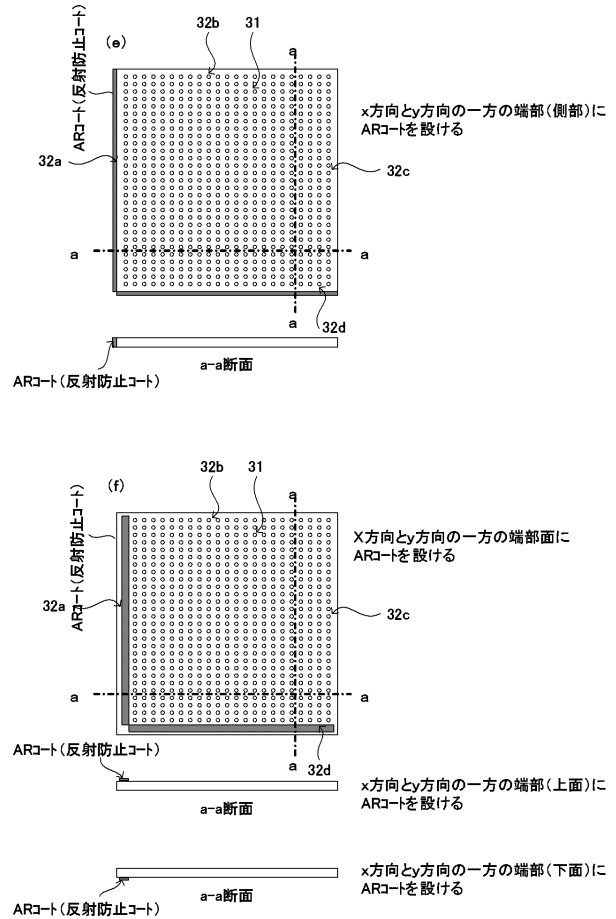 (e)
32b
31
a
ARコート(反射防止コート)
x方向とy方向の一方の端部(側部)に
ARコートを設ける
32a
32c
a
a
a
32d
a-a断面
ARコート(反射防止コート)
(f)
32b
31
a
ARコート(反射防止コート)
X方向とy方向の一方の端部面に
ARコートを設ける
32a
32c
a
a
a
32d
ARコート(反射防止コート)
a-a断面
x方向とy方向の一方の端部(上面)に
ARコートを設ける
a-a断面
ARコート(反射防止コート)
x方向とy方向の一方の端部(下面)に
ARコートを設ける